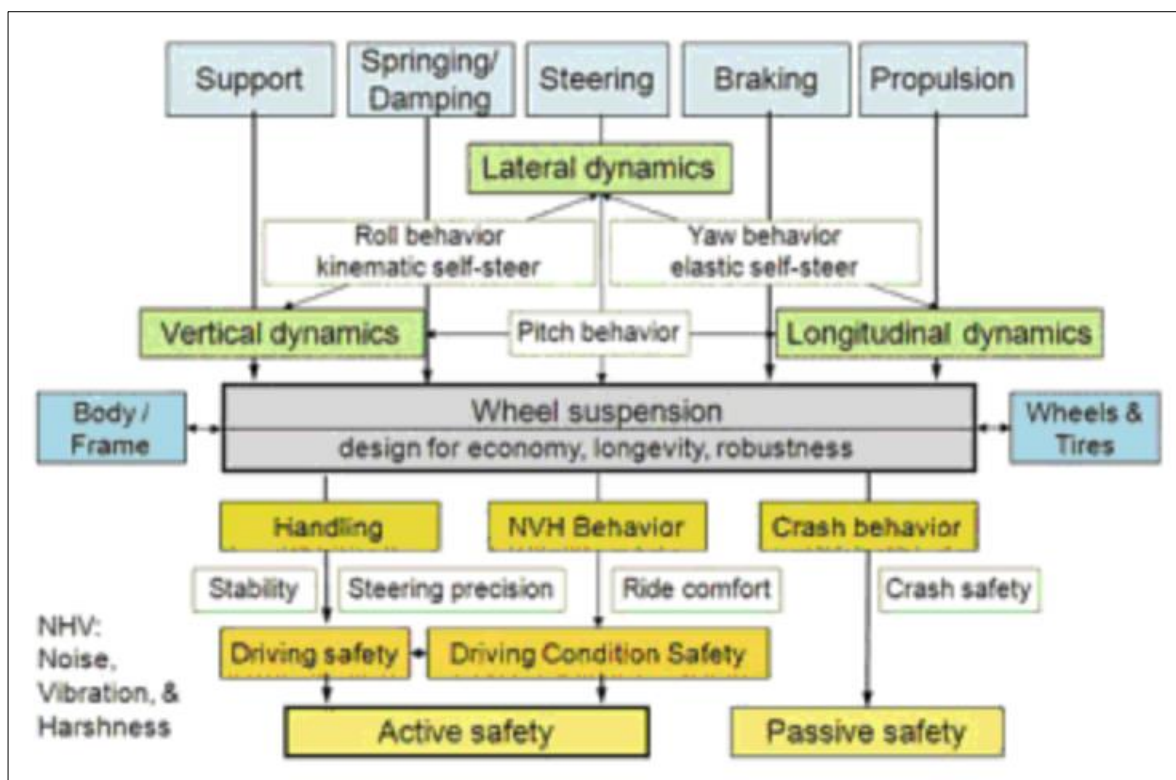 Support
Springing/
Damping
Steering
Braking
Propulsion
Lateral dynamics
Roll behavior
kinematic self-steer
Yaw behavior
elastic self-steer
Vertical dynamics
Pitch behavior
Longitudinal dynamics
Body /
Frame
Wheel suspension
design for economy, longevity, robustness
Wheels &
Tires
Handling
NVH Behavior
Crash behavior
Stability
Steering precision
Ride comfort
Crash safety
NHV:
Noise,
Vibration, &
Harshness
Driving safety
Driving Condition Safety
Active safety
Passive safety